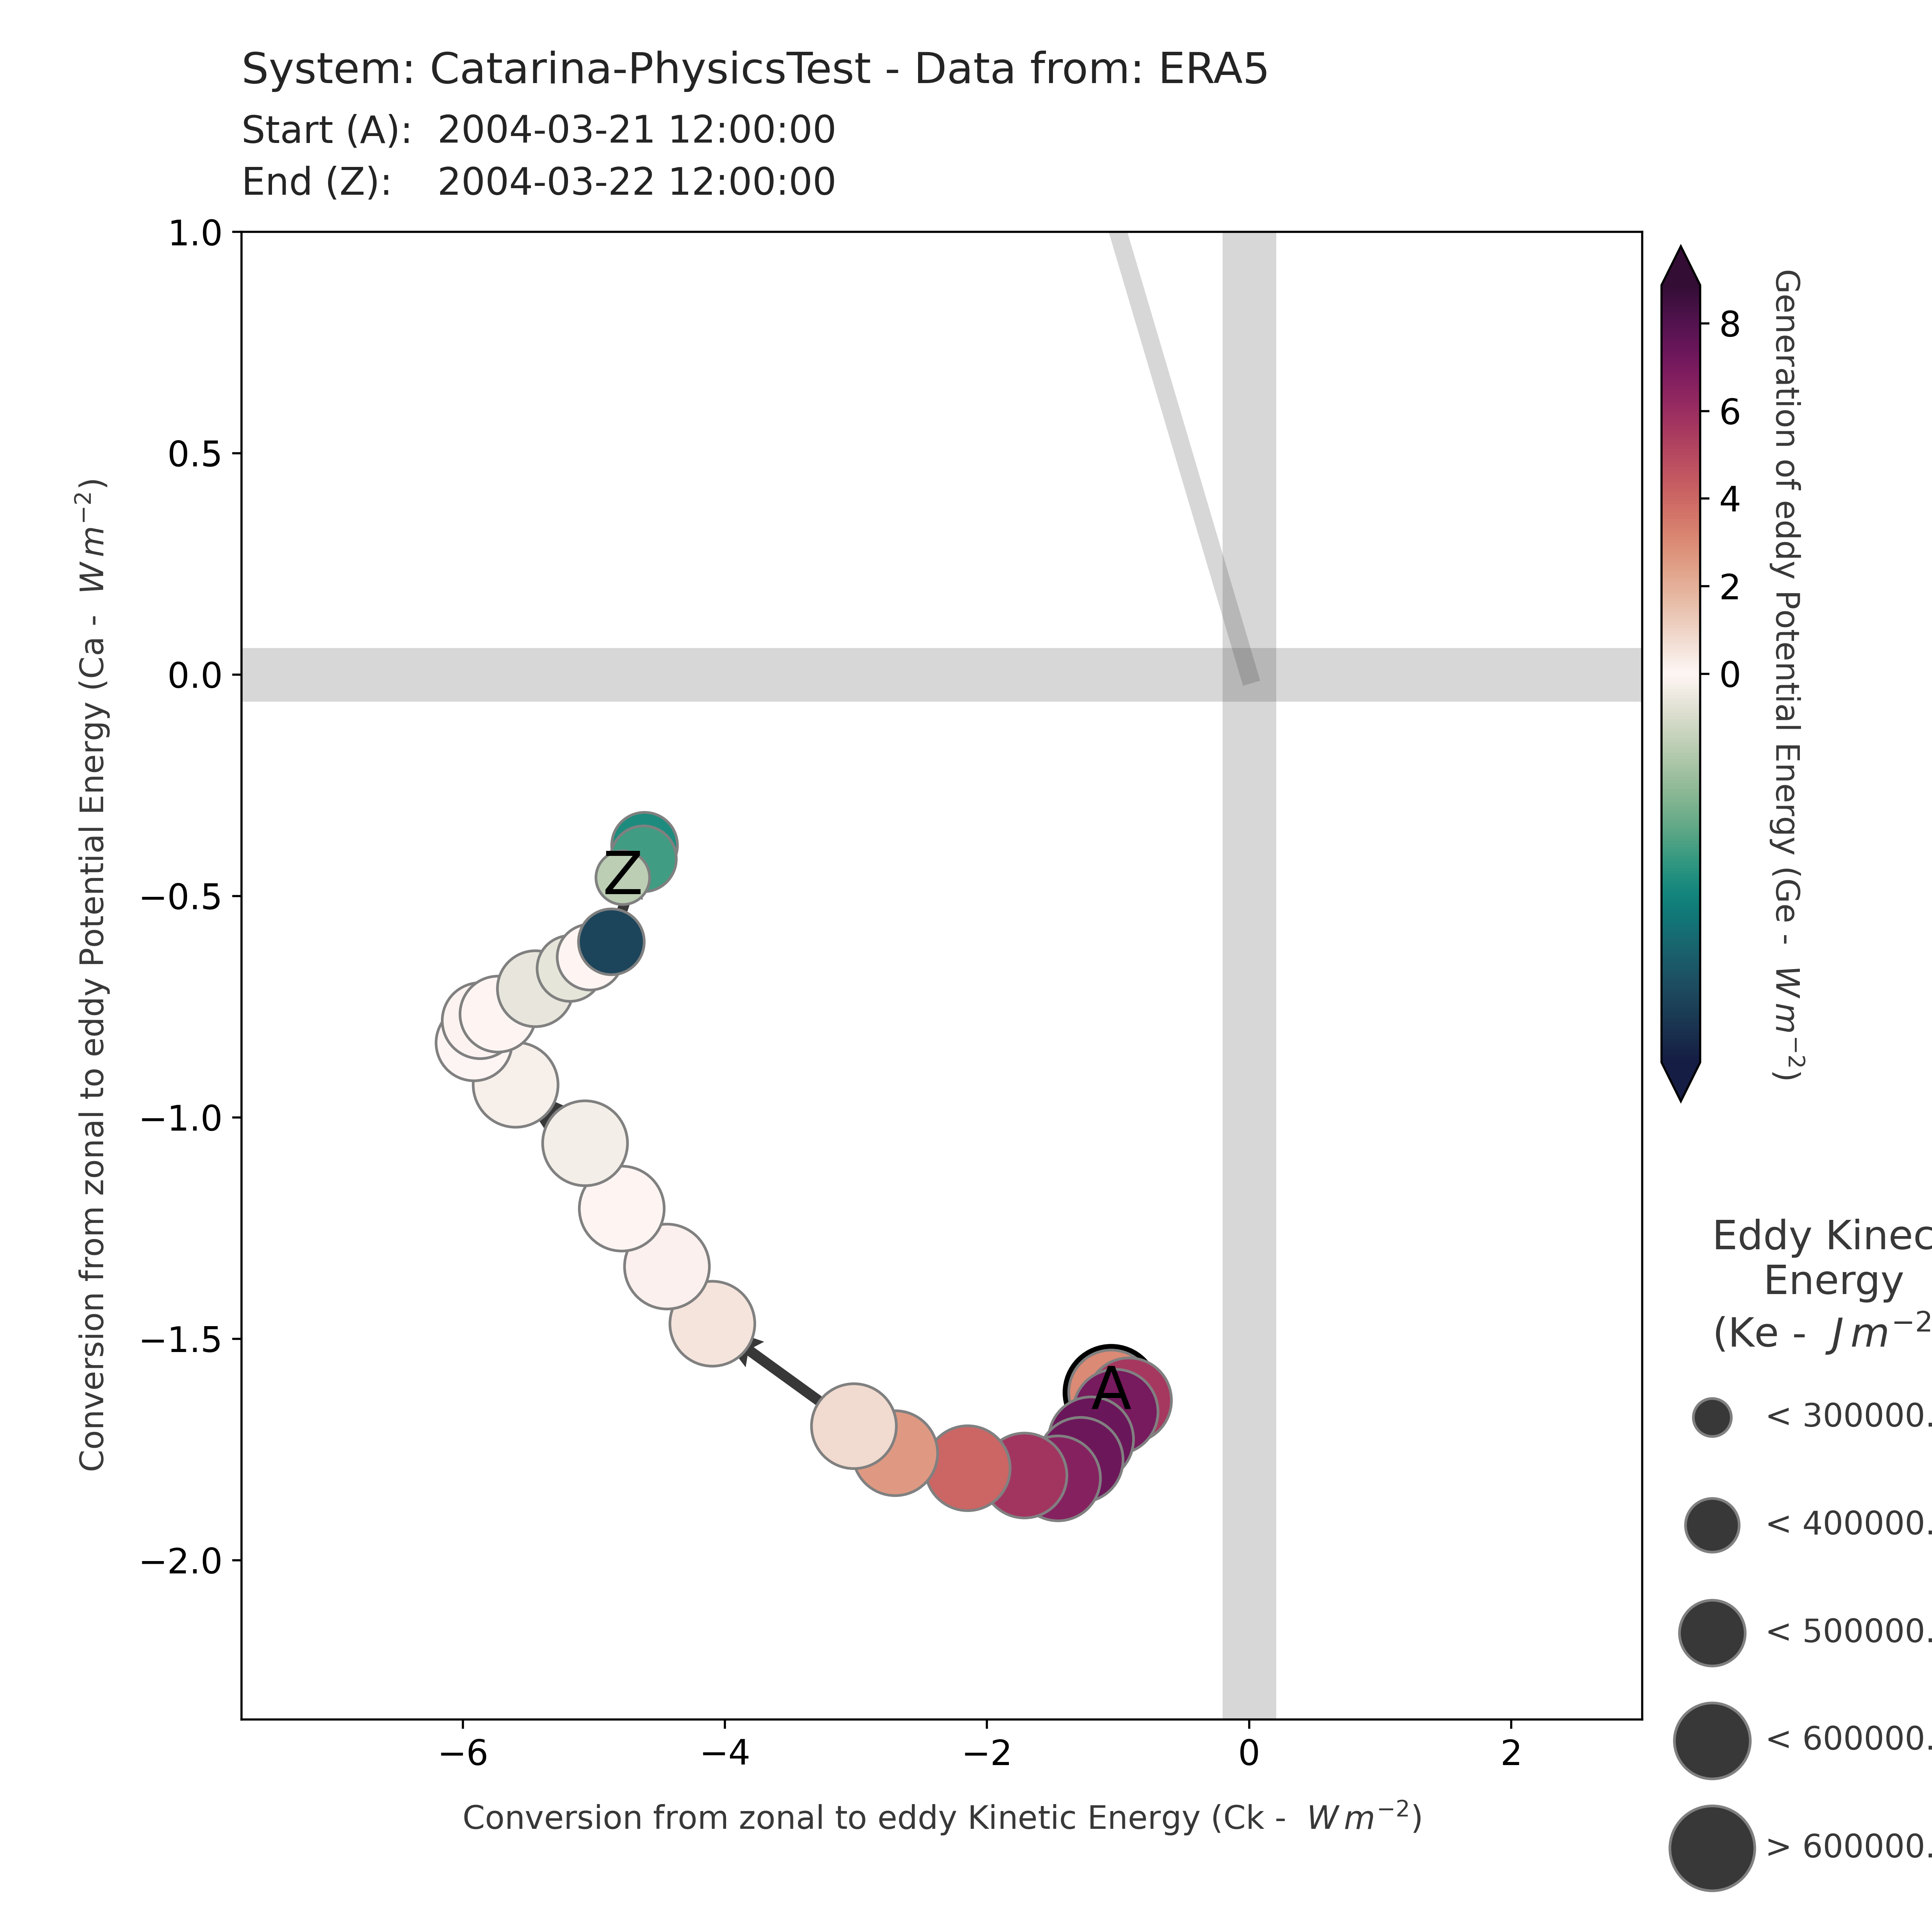 System: Catarina-PhysicsTest - Data from: ERA5
Start (A): 2004-03-21 12:00:00
End (Z): 2004-03-22 12:00:00
1.0
0.5
0.0
−0.5
−1.0
−1.5
−2.0
Conversion from zonal to eddy Potential Energy (Ca - W m⁻²)
A
Z
−6
−4
−2
0
2
Conversion from zonal to eddy Kinetic Energy (Ck - W m⁻²)
8
6
4
2
0
Generation of eddy Potential Energy (Ge - W m⁻²)
Eddy Kinec
Energy
(Ke - J m⁻²
< 300000.
< 400000.
< 500000.
< 600000.
> 600000.